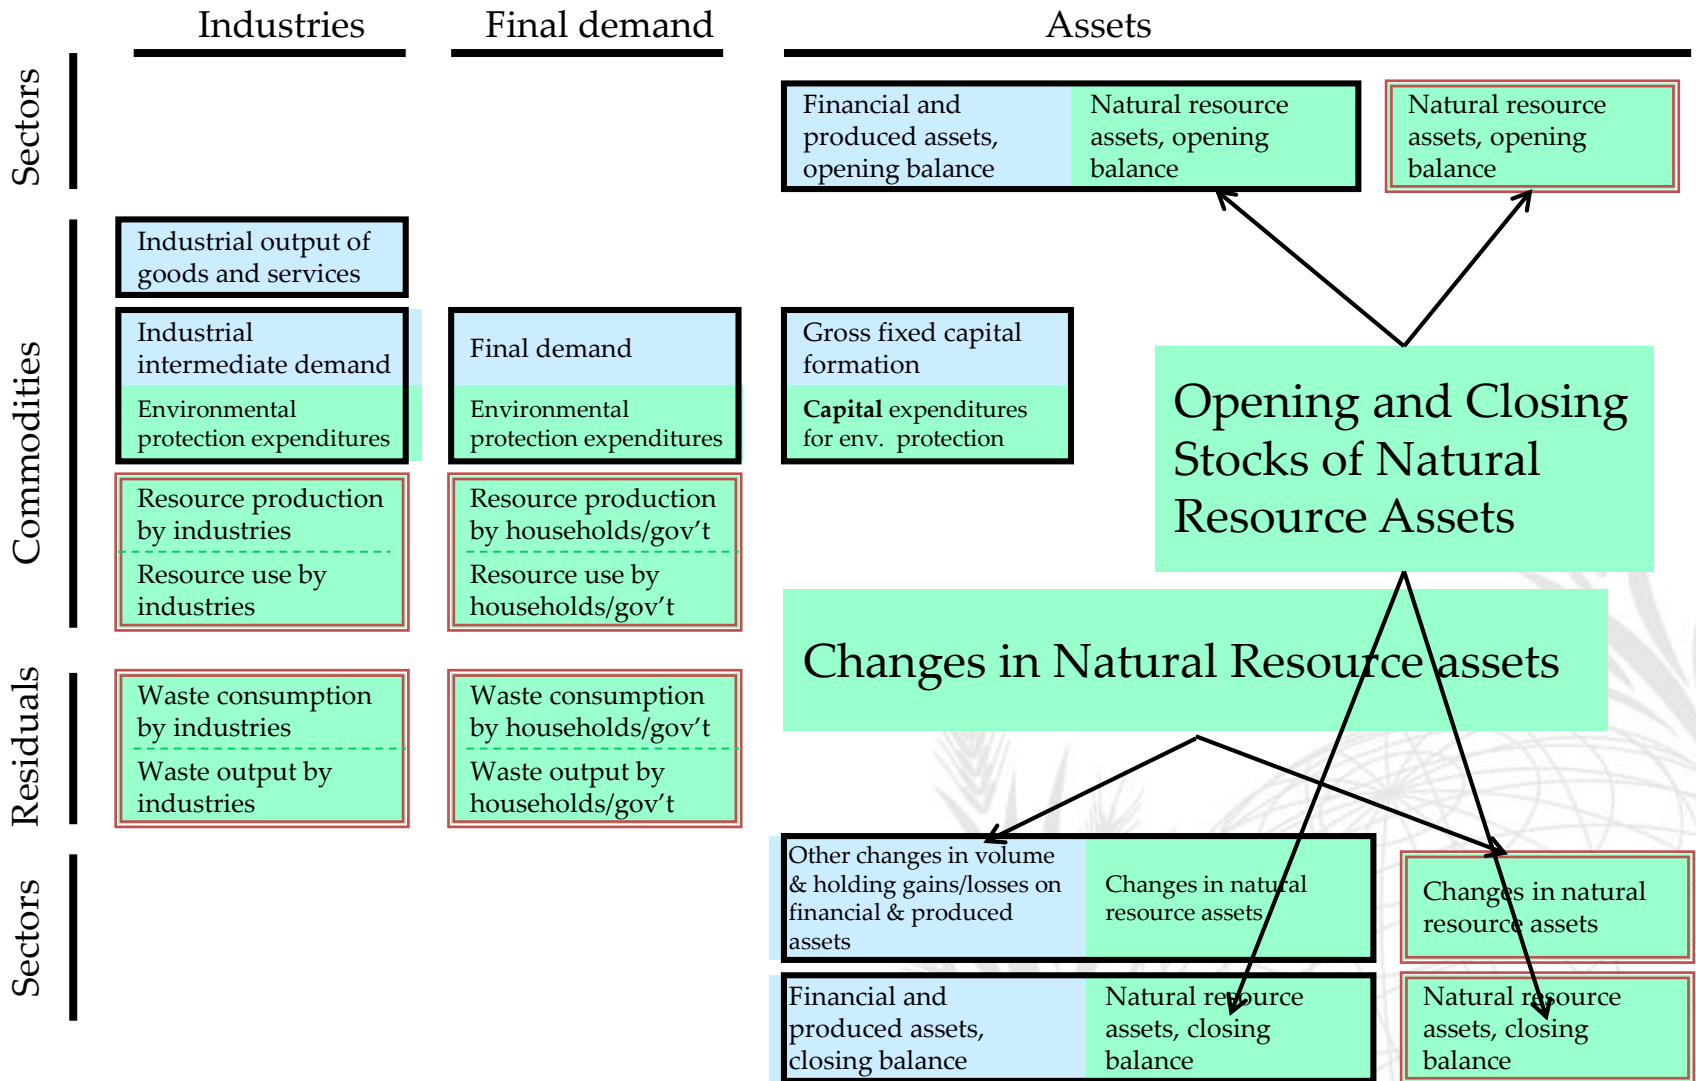 Industries
Final demand
Assets
Sectors
Financial and
produced assets,
opening balance
Natural resource
assets, opening
balance
Natural resource
assets, opening
balance
Commodities
Industrial output of
goods and services
Industrial
intermediate demand
Environmental
protection expenditures
Final demand
Environmental
protection expenditures
Gross fixed capital
formation
Capital expenditures
for env. protection
Opening and Closing
Stocks of Natural
Resource Assets
Resource production
by industries
Resource use by
industries
Resource production
by households/gov’t
Resource use by
households/gov’t
Changes in Natural Resource assets
Residuals
Waste consumption
by industries
Waste output by
industries
Waste consumption
by households/gov’t
Waste output by
households/gov’t
Sectors
Other changes in volume
& holding gains/losses on
financial & produced
assets
Changes in natural
resource assets
Changes in natural
resource assets
Financial and
produced assets,
closing balance
Natural resource
assets, closing
balance
Natural resource
assets, closing
balance